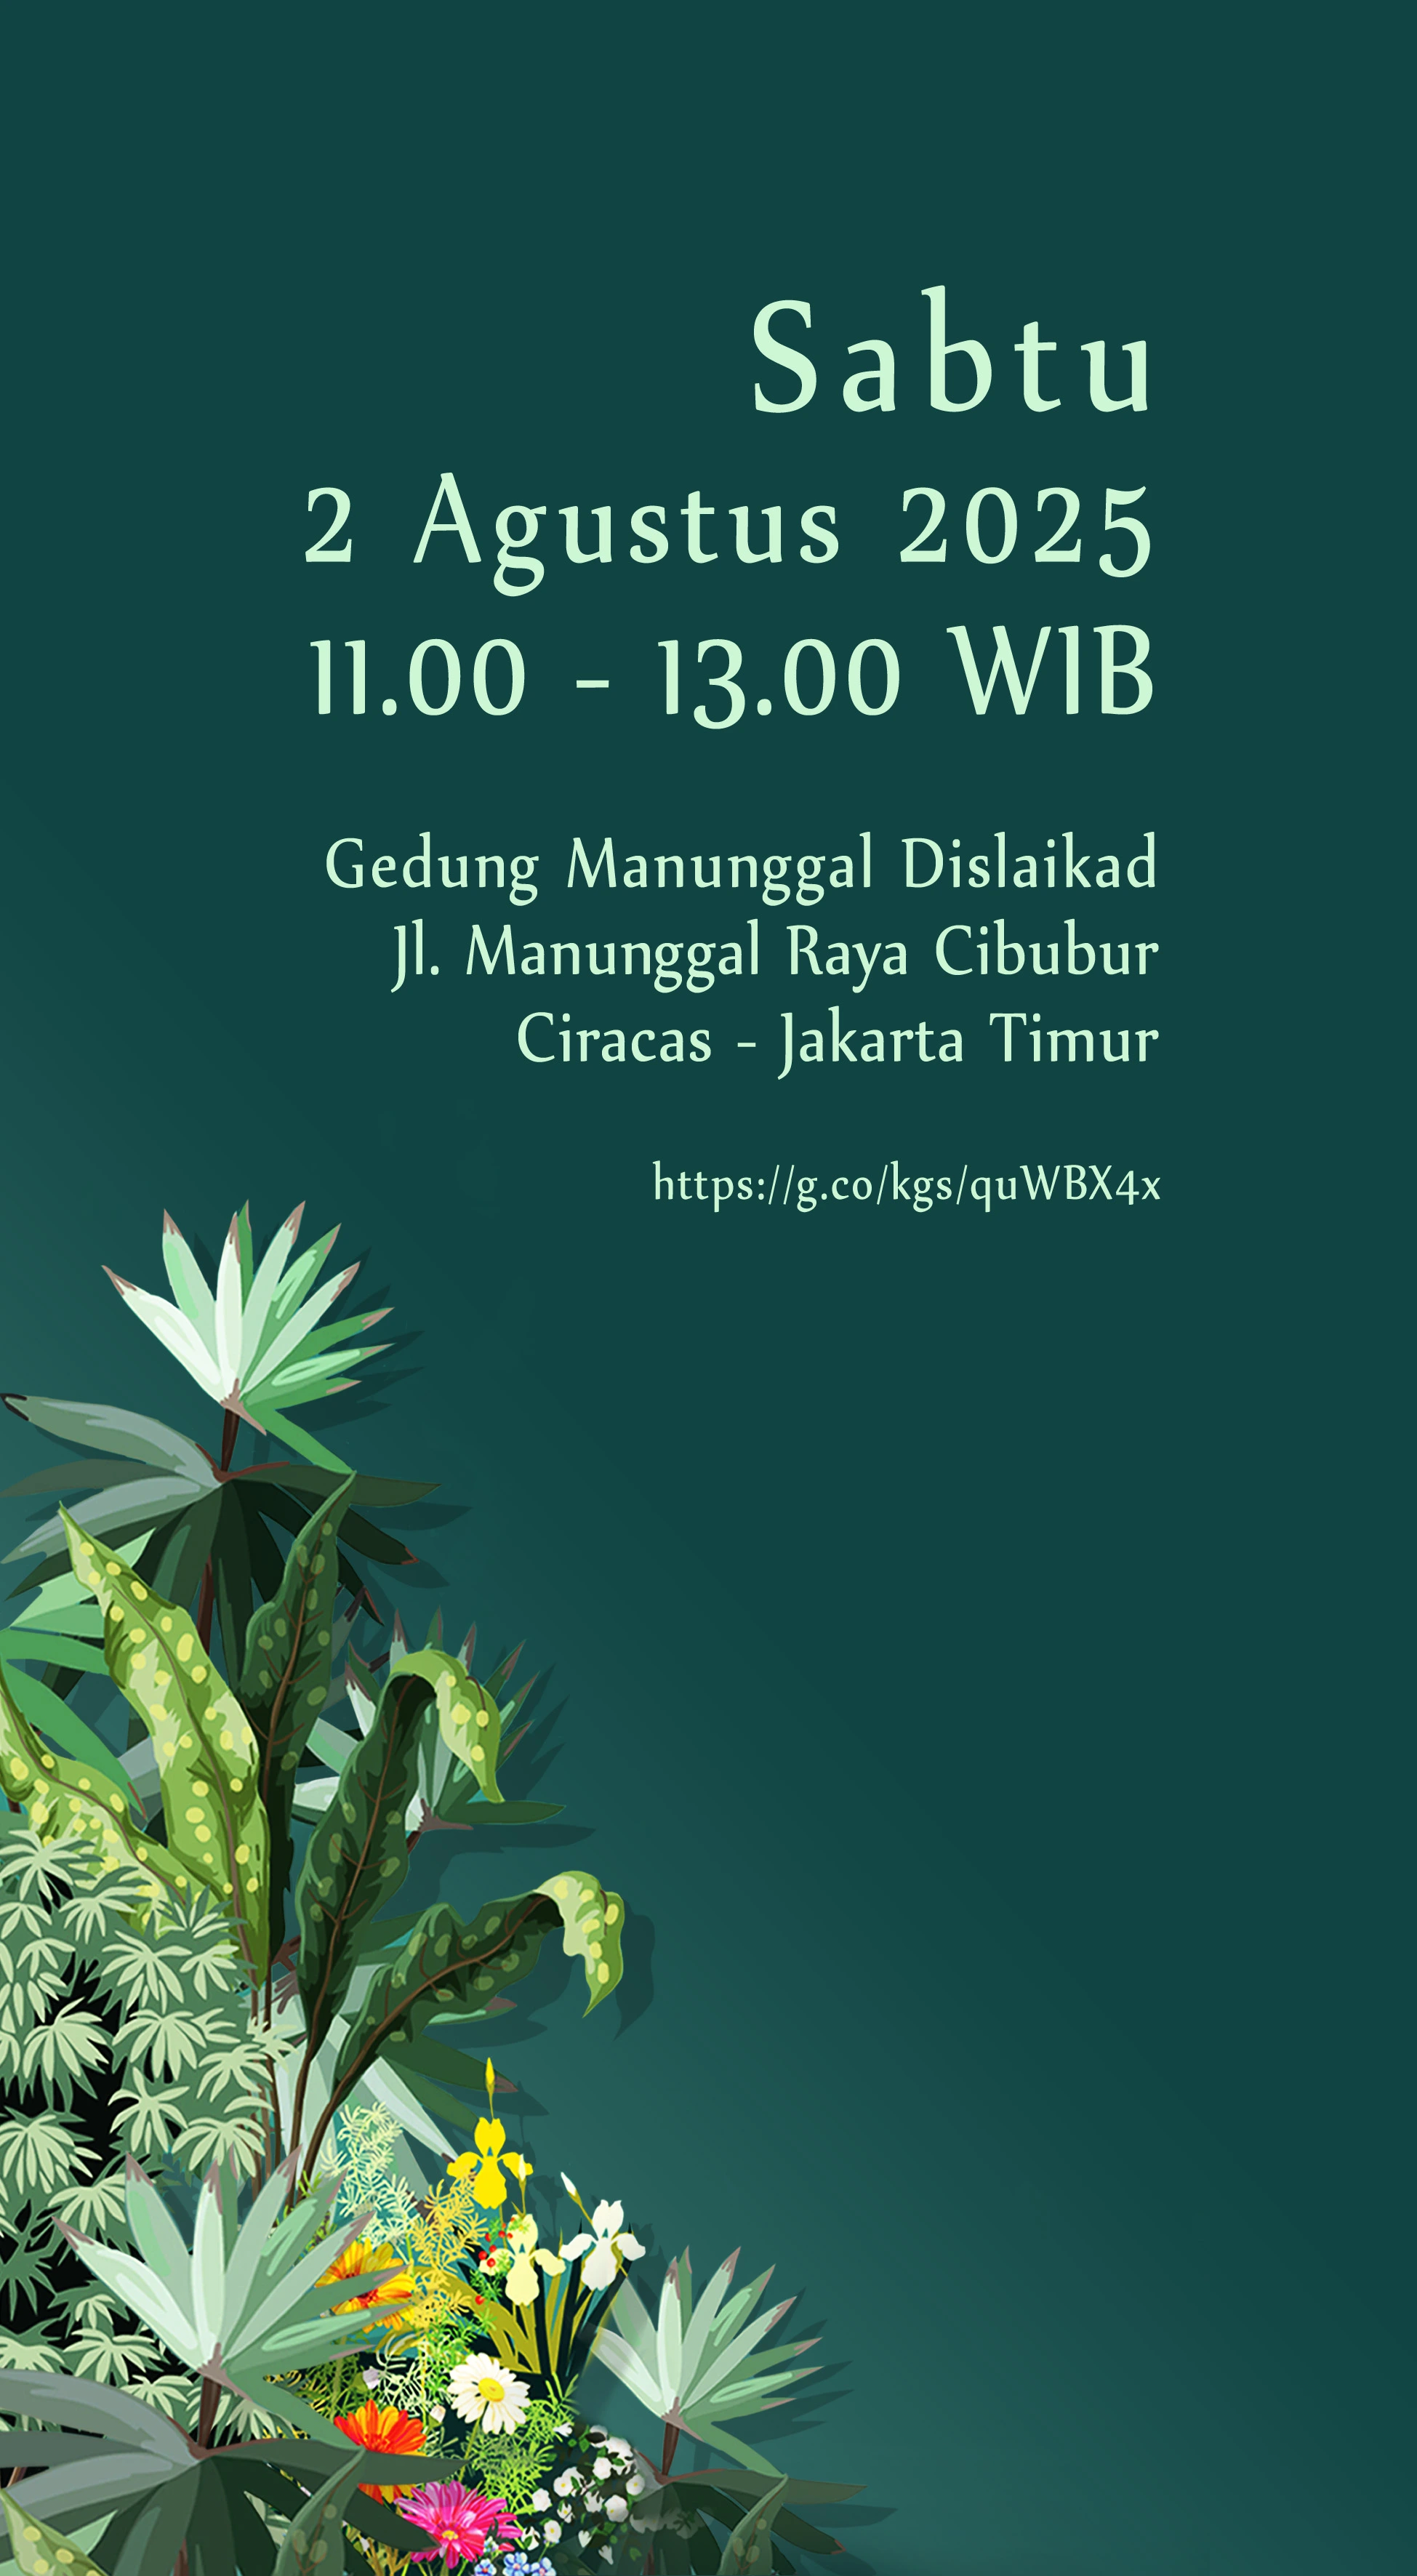 Sabtu
2 Agustus 2025
11.00 - 13.00 WIB
Gedung Manunggal Dislaikad
Jl. Manunggal Raya Cibubur
Ciracas - Jakarta Timur
https://g.co/kgs/quWBX4x